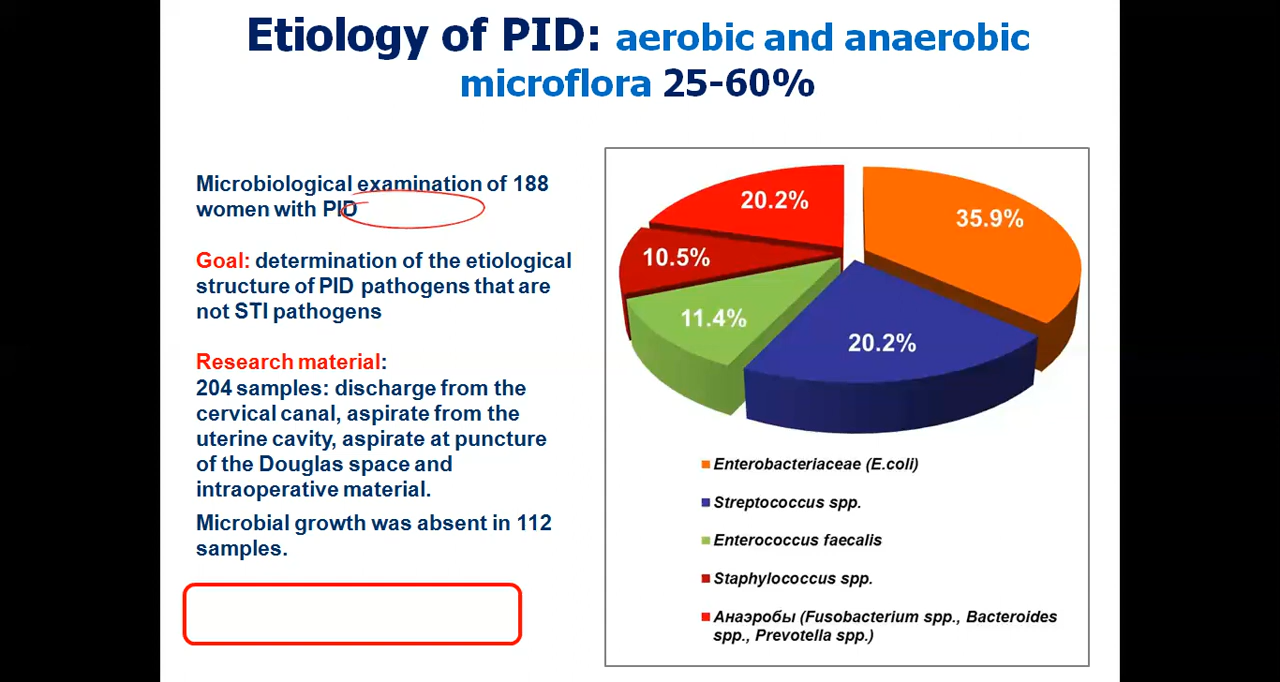 Etiology of PID: aerobic and anaerobic
microflora 25-60%
Microbiological examination of 188
women with PID
Goal: determination of the etiological
structure of PID pathogens that are
not STI pathogens
Research material:
204 samples: discharge from the
cervical canal, aspirate from the
uterine cavity, aspirate at puncture
of the Douglas space and
intraoperative material.
Microbial growth was absent in 112
samples.
20.2%
35.9%
10.5%
11.4%
20.2%
Enterobacteriaceae (E.coli)
Streptococcus spp.
Enterococcus faecalis
Staphylococcus spp.
Анаэробы (Fusobacterium spp., Bacteroides
spp., Prevotella spp.)